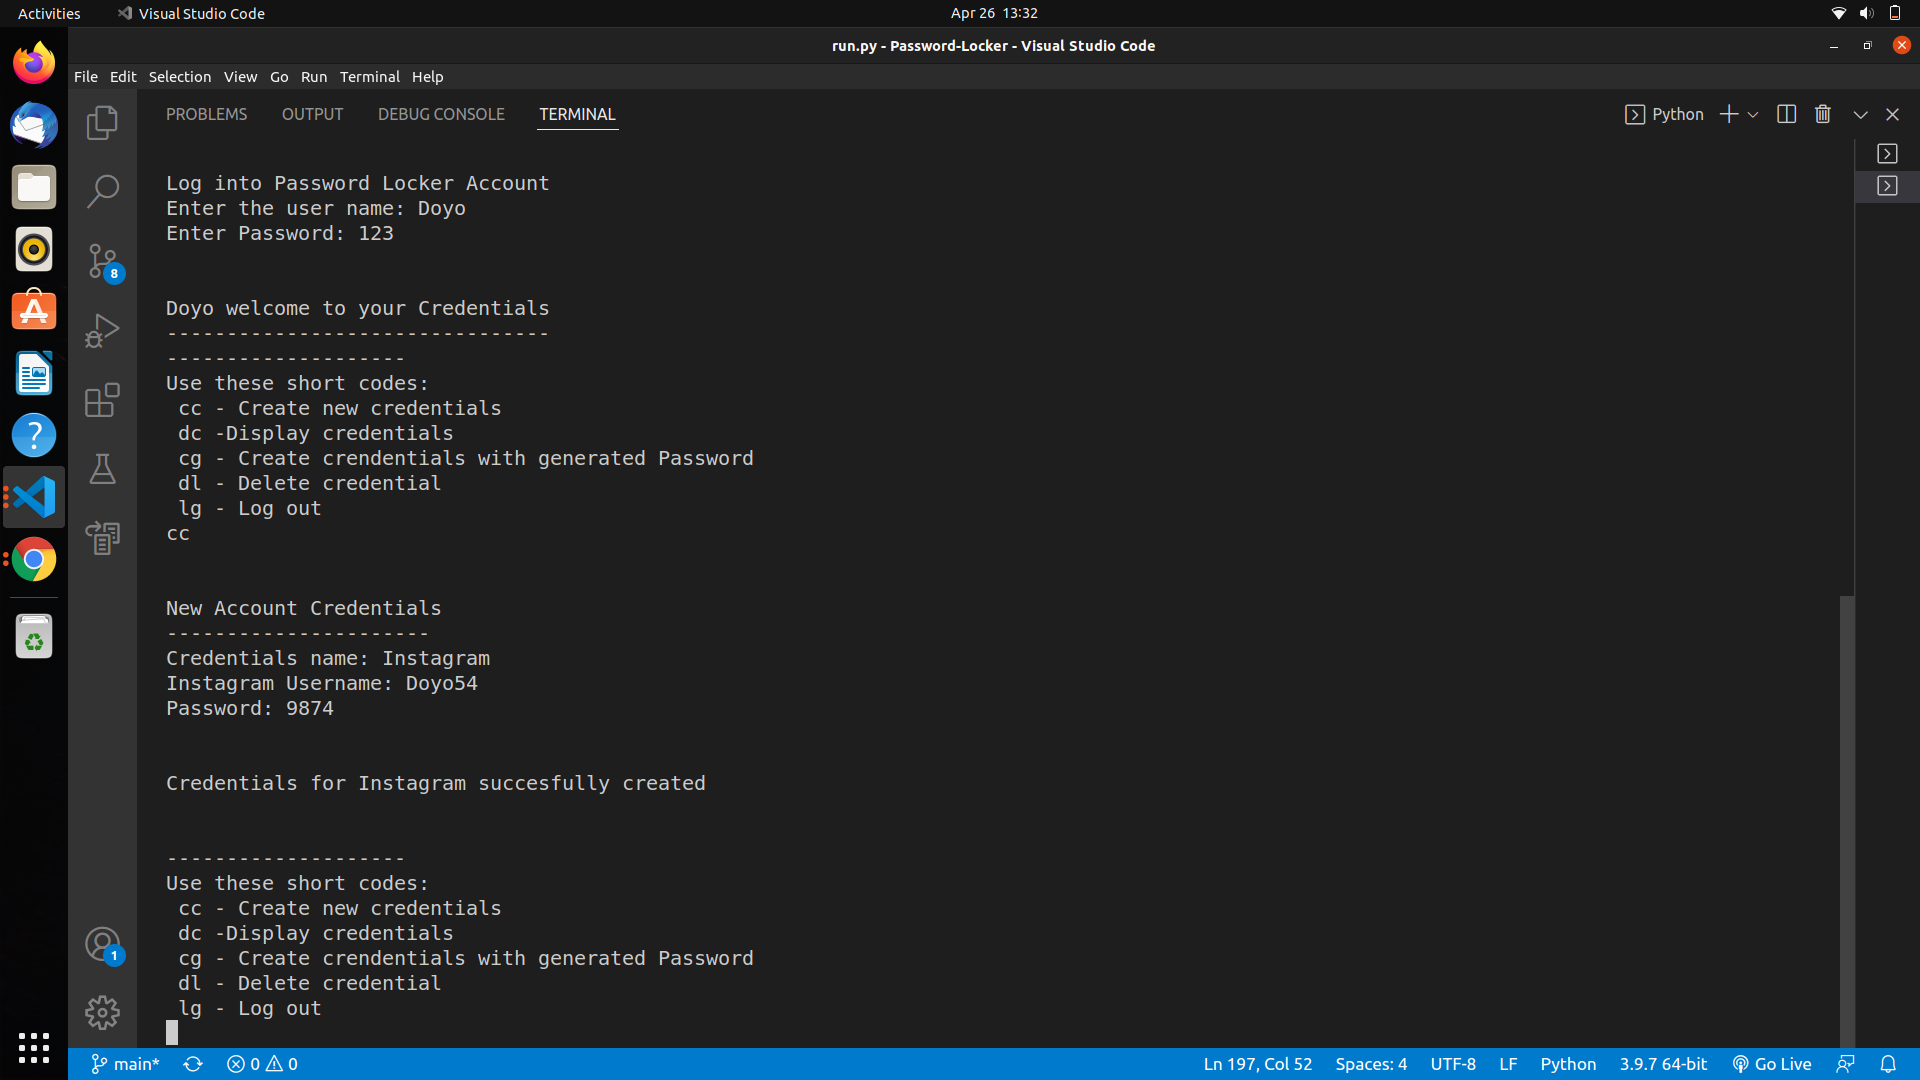 Activities
Visual Studio Code
Apr 26 13:32
run.py - Password-Locker - Visual Studio Code
File Edit Selection View Go Run Terminal Help
PROBLEMS OUTPUT DEBUG CONSOLE TERMINAL
Python
Log into Password Locker Account
Enter the user name: Doyo
Enter Password: 123
Doyo welcome to your Credentials
--------------------------------
--------------------
Use these short codes:
cc - Create new credentials
dc -Display credentials
cg - Create crendentials with generated Password
dl - Delete credential
lg - Log out
cc
New Account Credentials
----------------------
Credentials name: Instagram
Instagram Username: Doyo54
Password: 9874
Credentials for Instagram succesfully created
--------------------
Use these short codes:
cc - Create new credentials
dc -Display credentials
cg - Create crendentials with generated Password
dl - Delete credential
lg - Log out
8
1
main* 0 0 Ln 197, Col 52 Spaces: 4 UTF-8 LF Python 3.9.7 64-bit Go Live